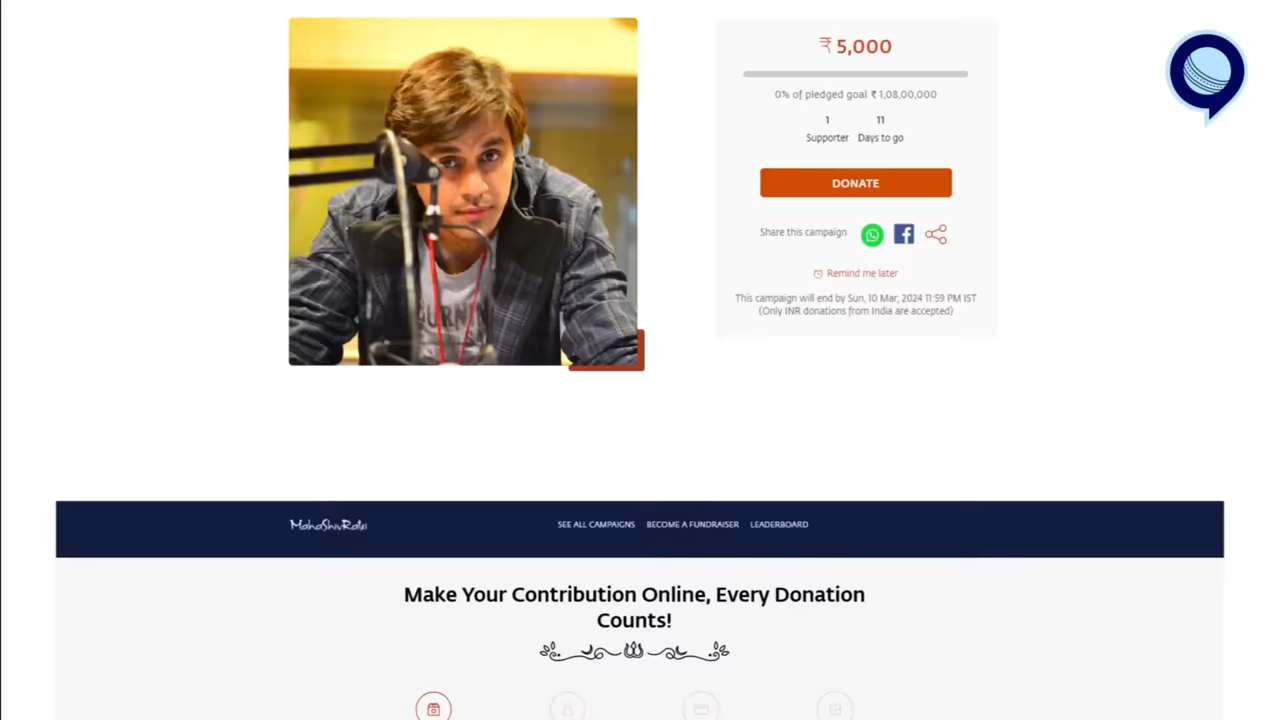 ₹ 5,000
0% of pledged goal ₹ 1,08,00,000
1 11
Supporter Days to go
DONATE
Share this campaign
Remind me later
This campaign will end by Sun, 10 Mar, 2024 11:59 PM IST
(Only INR donations from India are accepted)
MahaShivRatri
SEE ALL CAMPAIGNS BECOME A FUNDRAISER LEADERBOARD
Make Your Contribution Online, Every Donation
Counts!